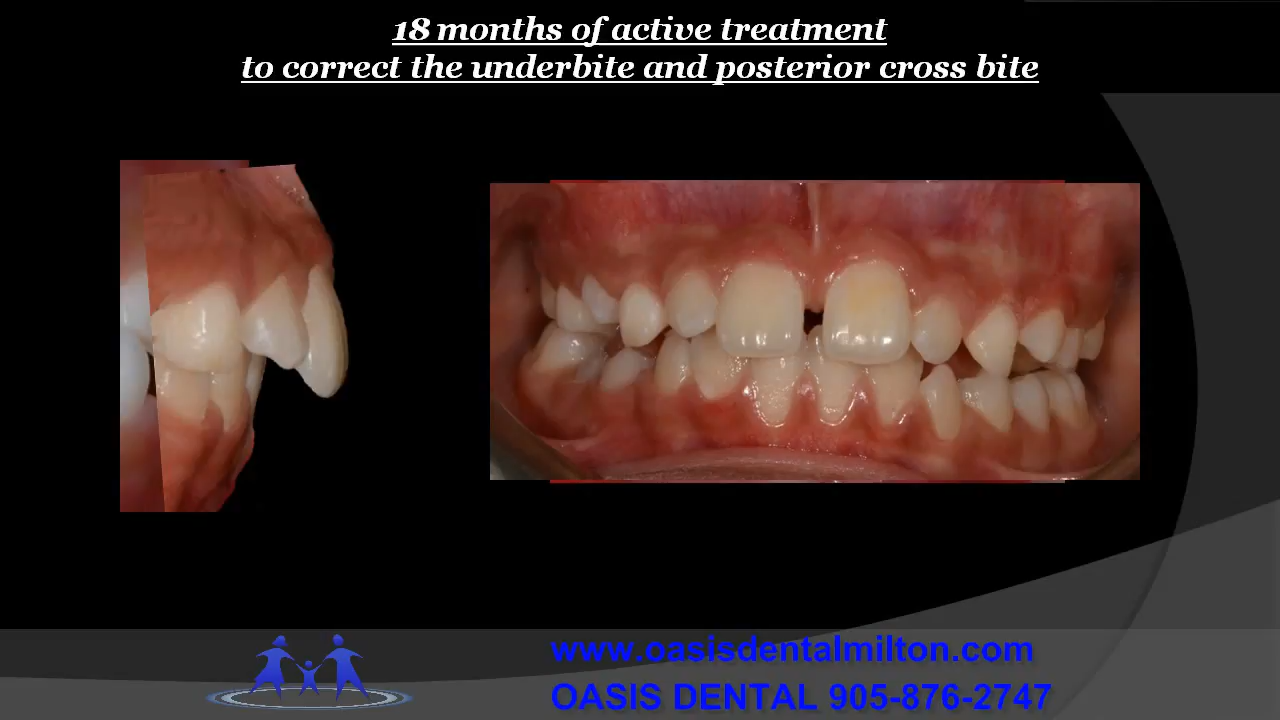 18 months of active treatment
to correct the underbite and posterior cross bite
www.oasisdentalmilton.com
OASIS DENTAL 905-876-2747